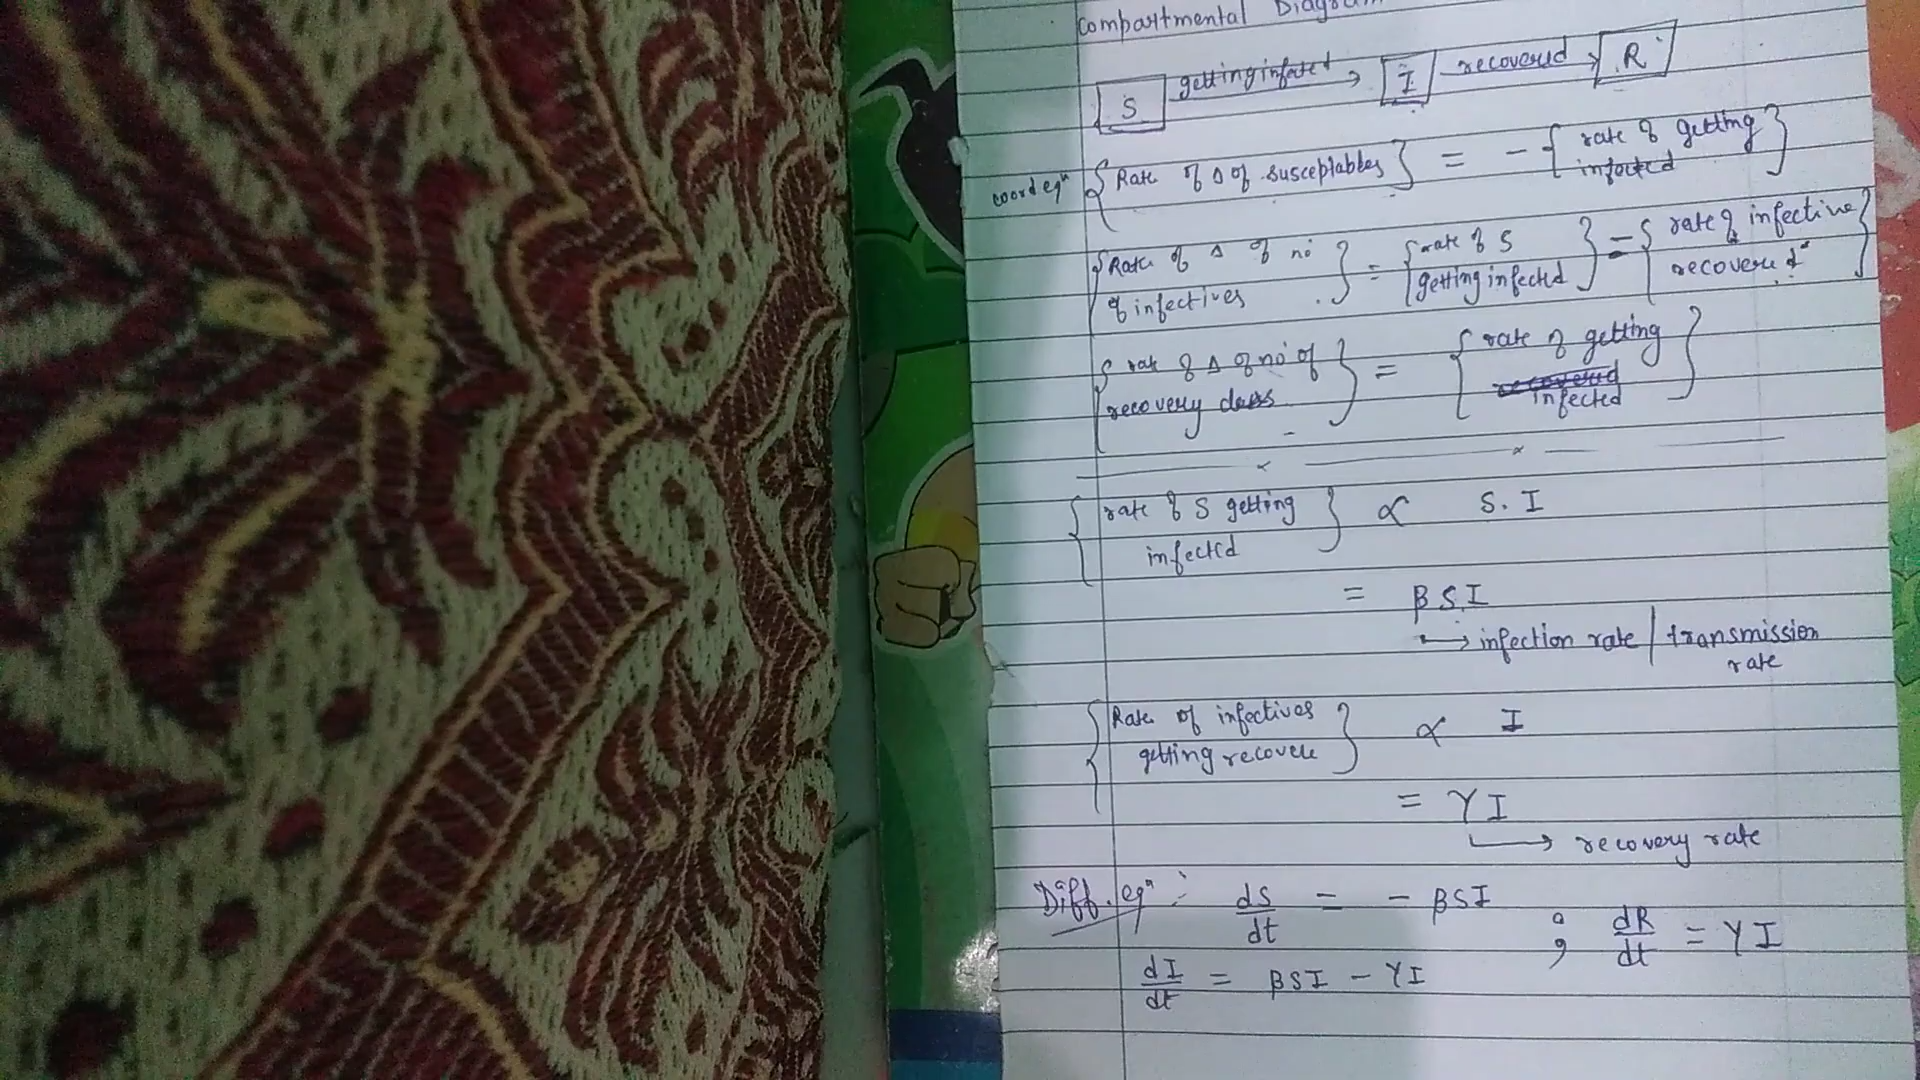 Compartmental Diagram
S getting infected → I recovered → R
word eqⁿ { Rate of Δ of susceptables } = - { rate of getting infected }
{ Rate of Δ of no of infectives } = { rate of S getting infected } - { rate of infective recovered }
{ rate of Δ of no of recovery class } = { rate of getting infected }
{ rate of S getting infected } ∝ S. I
= βSI
↳ infection rate / transmission rate
{ Rate of infectives getting recovere } ∝ I
= γI
↳ recovery rate
Diff. eqⁿ :- dS/dt = - βSI ; dR/dt = γI
dI/dt = βSI - γI